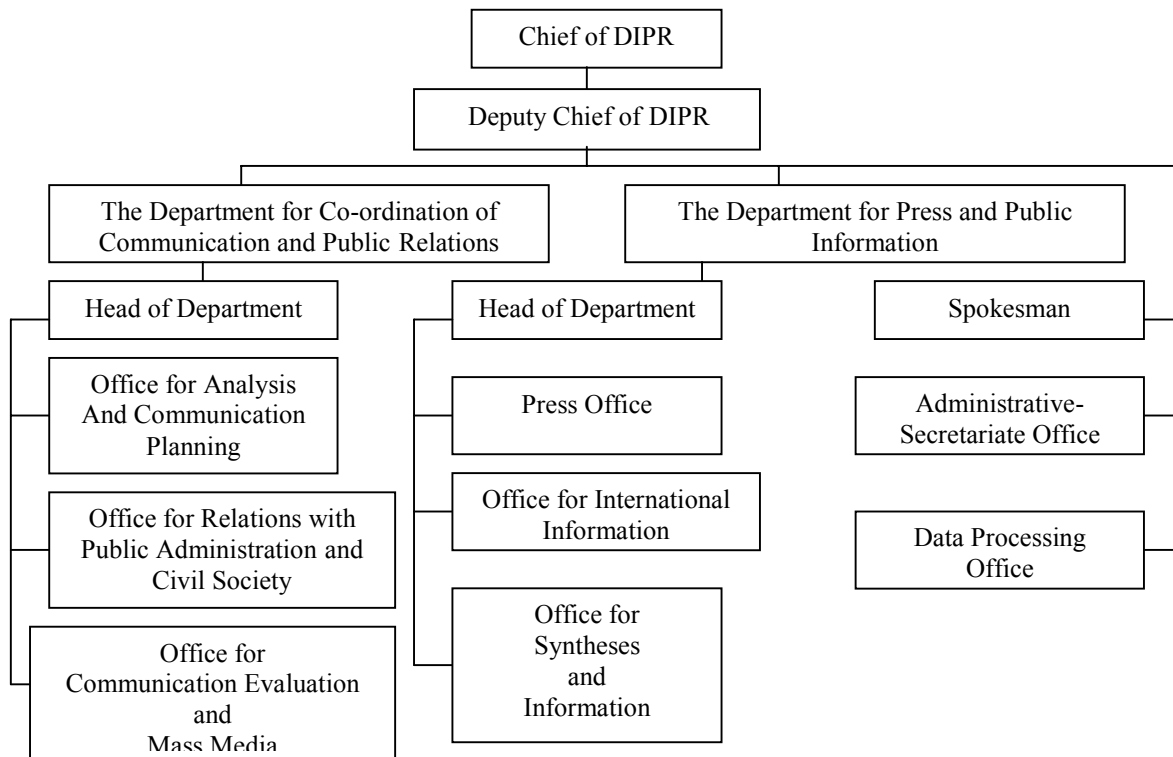 Chief of DIPR
Deputy Chief of DIPR
The Department for Co-ordination of
Communication and Public Relations
The Department for Press and Public
Information
Head of Department
Head of Department
Spokesman
Office for Analysis
And Communication
Planning
Press Office
Administrative-
Secretariate Office
Office for Relations with
Public Administration and
Civil Society
Office for International
Information
Data Processing
Office
Office for
Communication Evaluation
and
Mass Media
Office for
Syntheses
and
Information